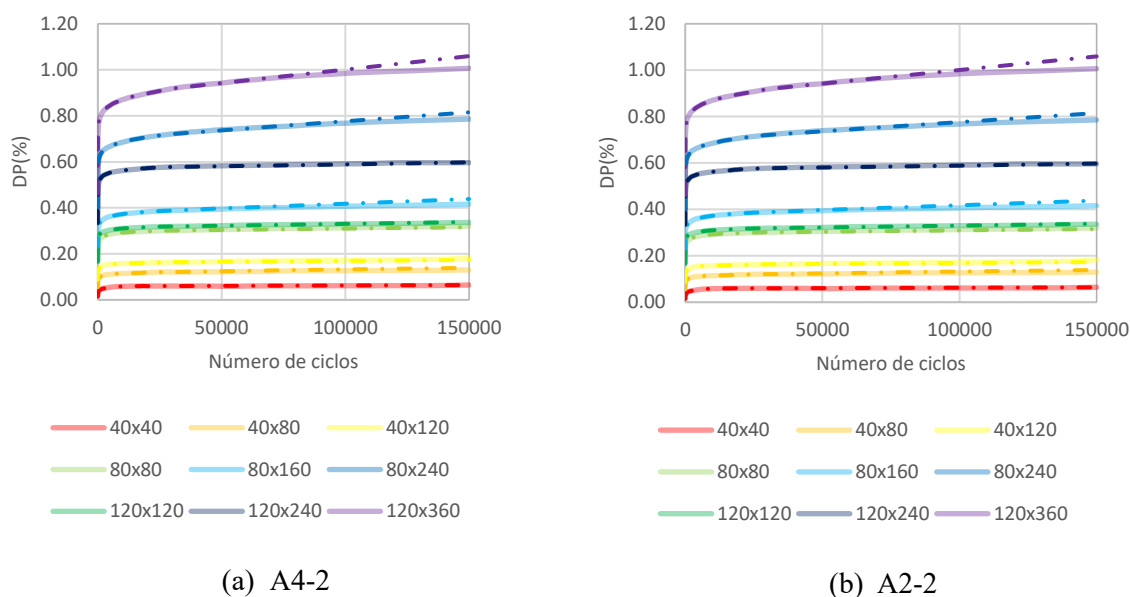 1.20
1.00
0.80
0.60
0.40
0.20
0.00
DP(%)
0 50000 100000 150000
Número de ciclos
40x40 40x80 40x120
80x80 80x160 80x240
120x120 120x240 120x360
(a) A4-2
1.20
1.00
0.80
0.60
0.40
0.20
0.00
DP(%)
0 50000 100000 150000
Número de ciclos
40x40 40x80 40x120
80x80 80x160 80x240
120x120 120x240 120x360
(b) A2-2